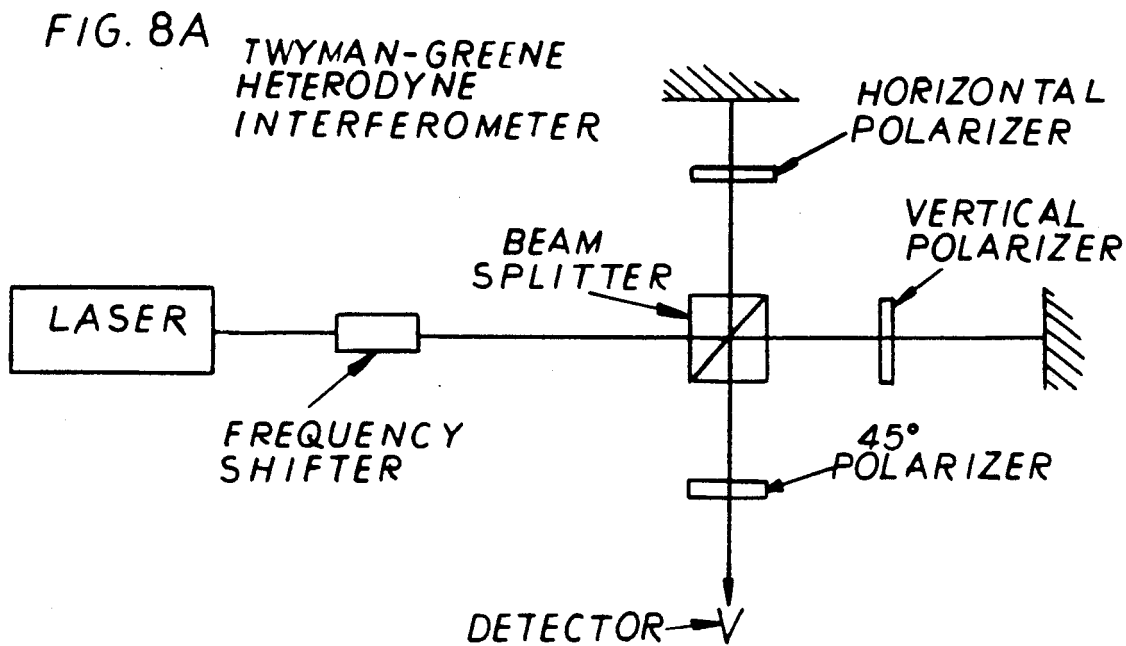 FIG. 8A
TWYMAN-GREENE
HETERODYNE
INTERFEROMETER
HORIZONTAL
POLARIZER
VERTICAL
POLARIZER
BEAM
SPLITTER
LASER
FREQUENCY
SHIFTER
45°
POLARIZER
DETECTOR